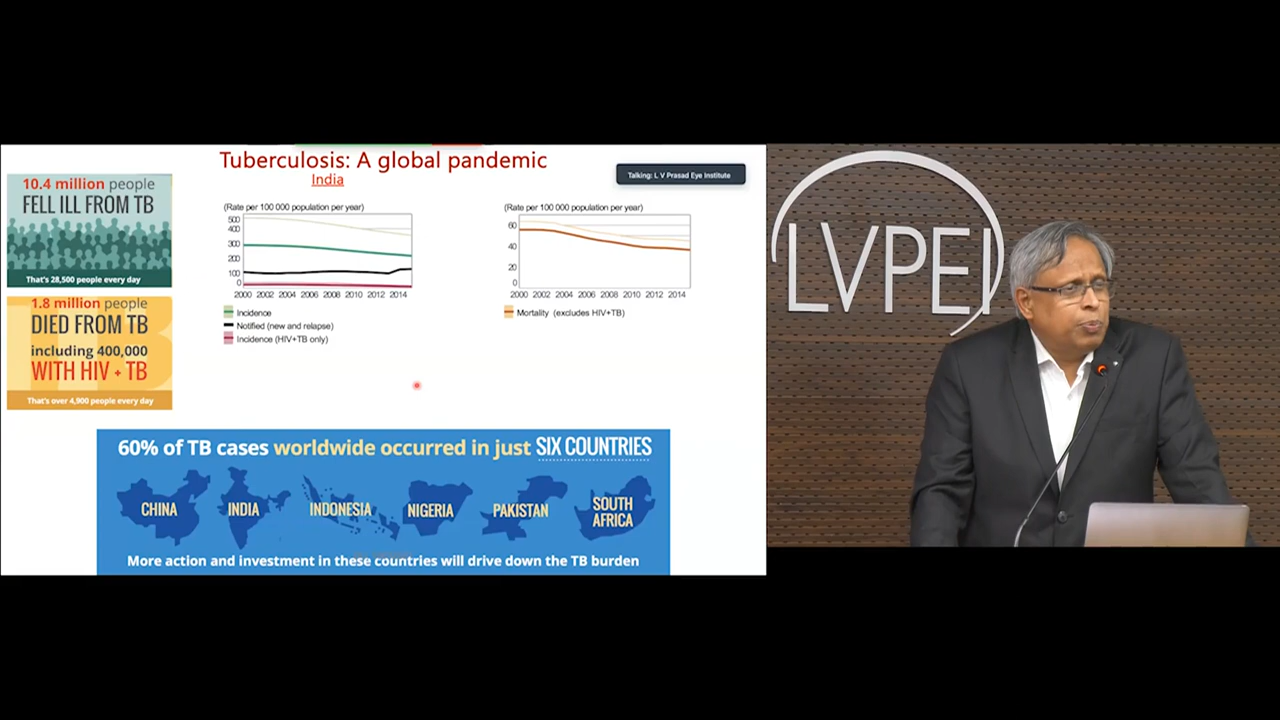 Tuberculosis: A global pandemic
India
Talking: L V Prasad Eye Institute
10.4 million people
FELL ILL FROM TB
That's 28,500 people every day
1.8 million people
DIED FROM TB
including 400,000
WITH HIV + TB
That's over 4,900 people every day
(Rate per 100 000 population per year)
500
400
300
200
100
0
2000 2002 2004 2006 2008 2010 2012 2014
Incidence
Notified (new and relapse)
Incidence (HIV+TB only)
(Rate per 100 000 population per year)
60
40
20
0
2000 2002 2004 2006 2008 2010 2012 2014
Mortality (excludes HIV+TB)
60% of TB cases worldwide occurred in just SIX COUNTRIES
CHINA
INDIA
INDONESIA
NIGERIA
PAKISTAN
SOUTH
AFRICA
More action and investment in these countries will drive down the TB burden
LVPEI